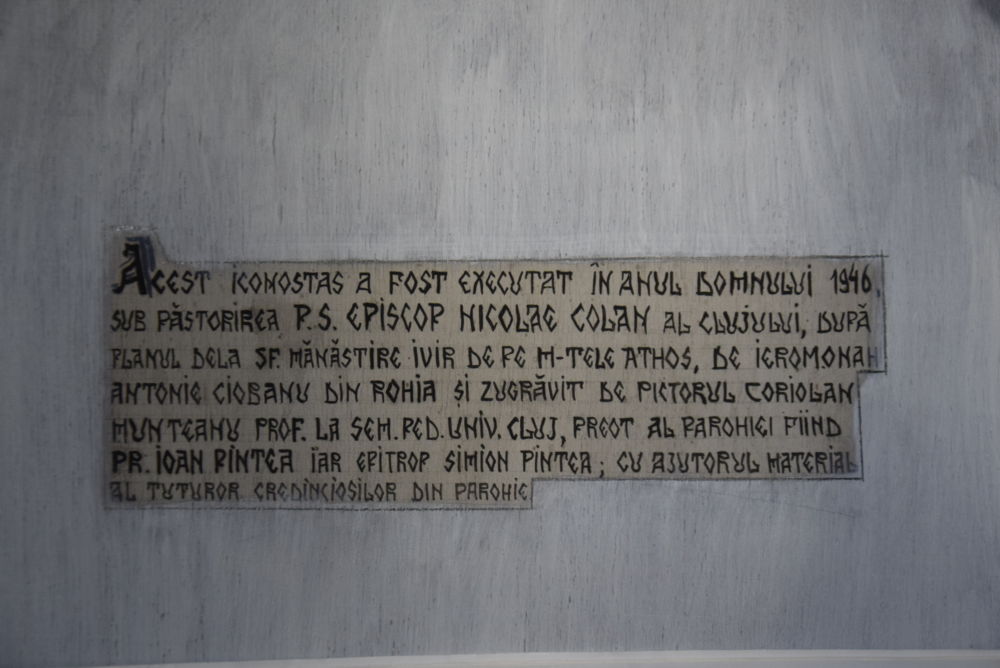 ACEST ICONOSTAS A FOST EXECUTAT ÎN ANUL DOMNULUI 1946,
SUB PĂSTORIREA P.S. EPISCOP NICOLAE COLAN AL CLUJULUI, DUPĂ
PLANUL DELA SF. MĂNĂSTIRE IVIR DE PE M-TELE ATHOS, DE IEROMONAH
ANTONIE CIOBANU DIN ROHIA ȘI ZUGRĂVIT DE PICTORUL CORIOLAN
MUNTEANU PROF. LA SEM. PED. UNIV. CLUJ, PREOT AL PAROHIEI FIIND
PR. IOAN PINTEA IAR EPITROP SIMION PINTEA; CU AJUTORUL MATERIAL
AL TUTUROR CREDINCIOȘILOR DIN PAROHIE